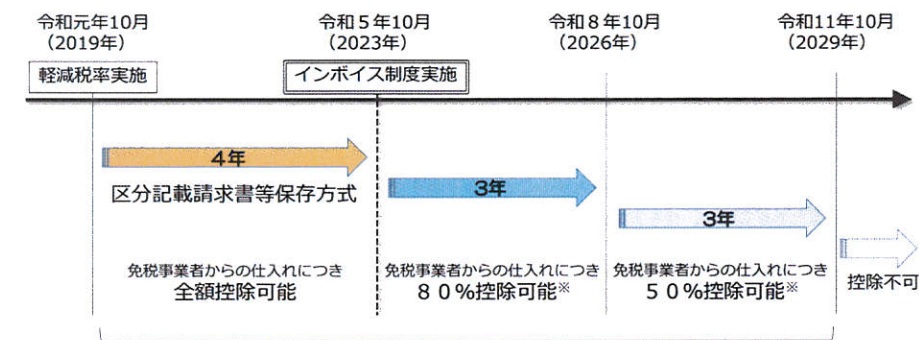 令和元年10月
(2019年)
令和5年10月
(2023年)
令和8年10月
(2026年)
令和11年10月
(2029年)
軽減税率実施
インボイス制度実施
4年
区分記載請求書等保存方式
3年
3年
免税事業者からの仕入れにつき
全額控除可能
免税事業者からの仕入れにつき
80%控除可能※
免税事業者からの仕入れにつき
50%控除可能※
控除不可